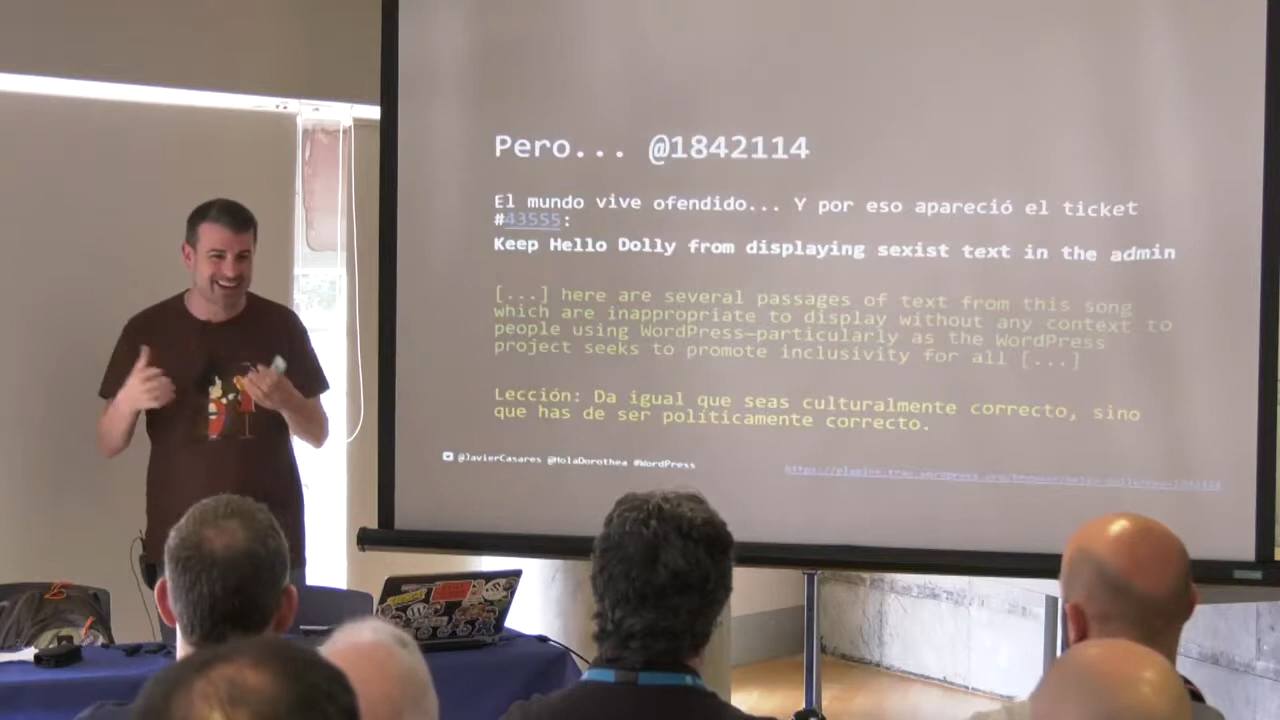 Pero... @1842114
El mundo vive ofendido... Y por eso apareció el ticket
#43555:
Keep Hello Dolly from displaying sexist text in the admin
[...] here are several passages of text from this song
which are inappropriate to display without any context to
people using WordPress—particularly as the WordPress
project seeks to promote inclusivity for all [...]
Lección: Da igual que seas culturalmente correcto, sino
que has de ser políticamente correcto.
@JavierCasares @HolaDorothea #WordPress